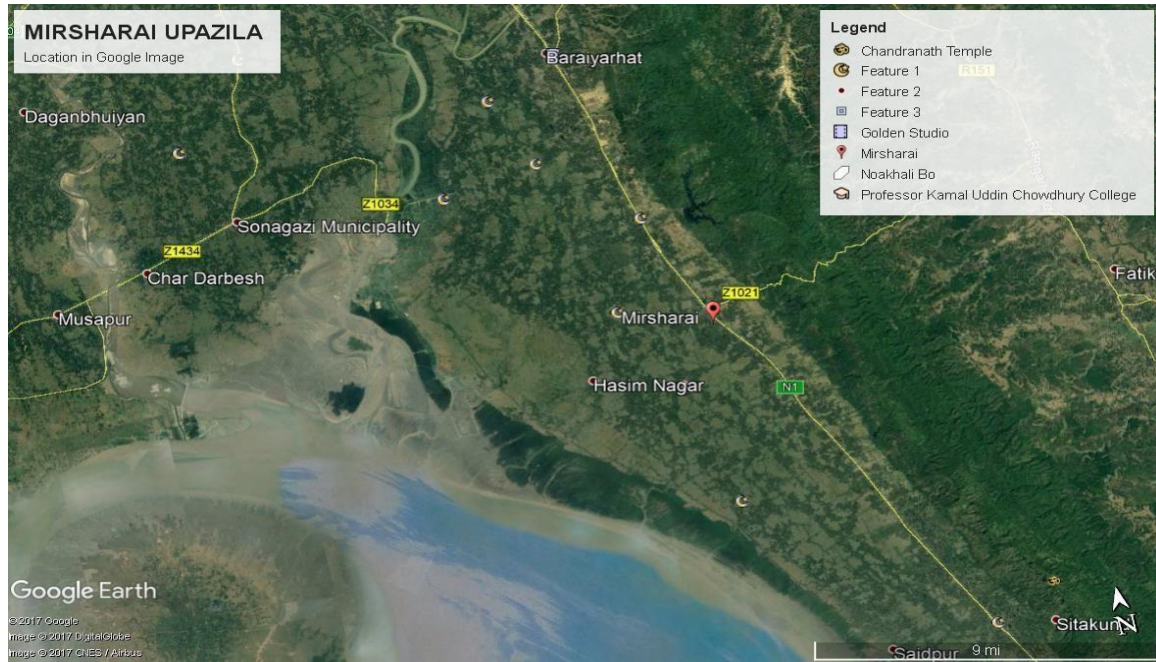 MIRSHARAI UPAZILA
Location in Google Image
Legend
Chandranath Temple
Feature 1
Feature 2
Feature 3
Golden Studio
Mirsharai
Noakhali Bo
Professor Kamal Uddin Chowdhury College
R151
Baraiyarhat
Daganbhuiyan
Z1034
Sonagazi Municipality
Z1434
Char Darbesh
Fatik
Z1021
Musapur
Mirsharai
Hasim Nagar
N1
Google Earth
© 2017 Google
Image © 2017 DigitalGlobe
Image © 2017 CNES / Airbus
N
Sitakun
Saidpur
9 mi